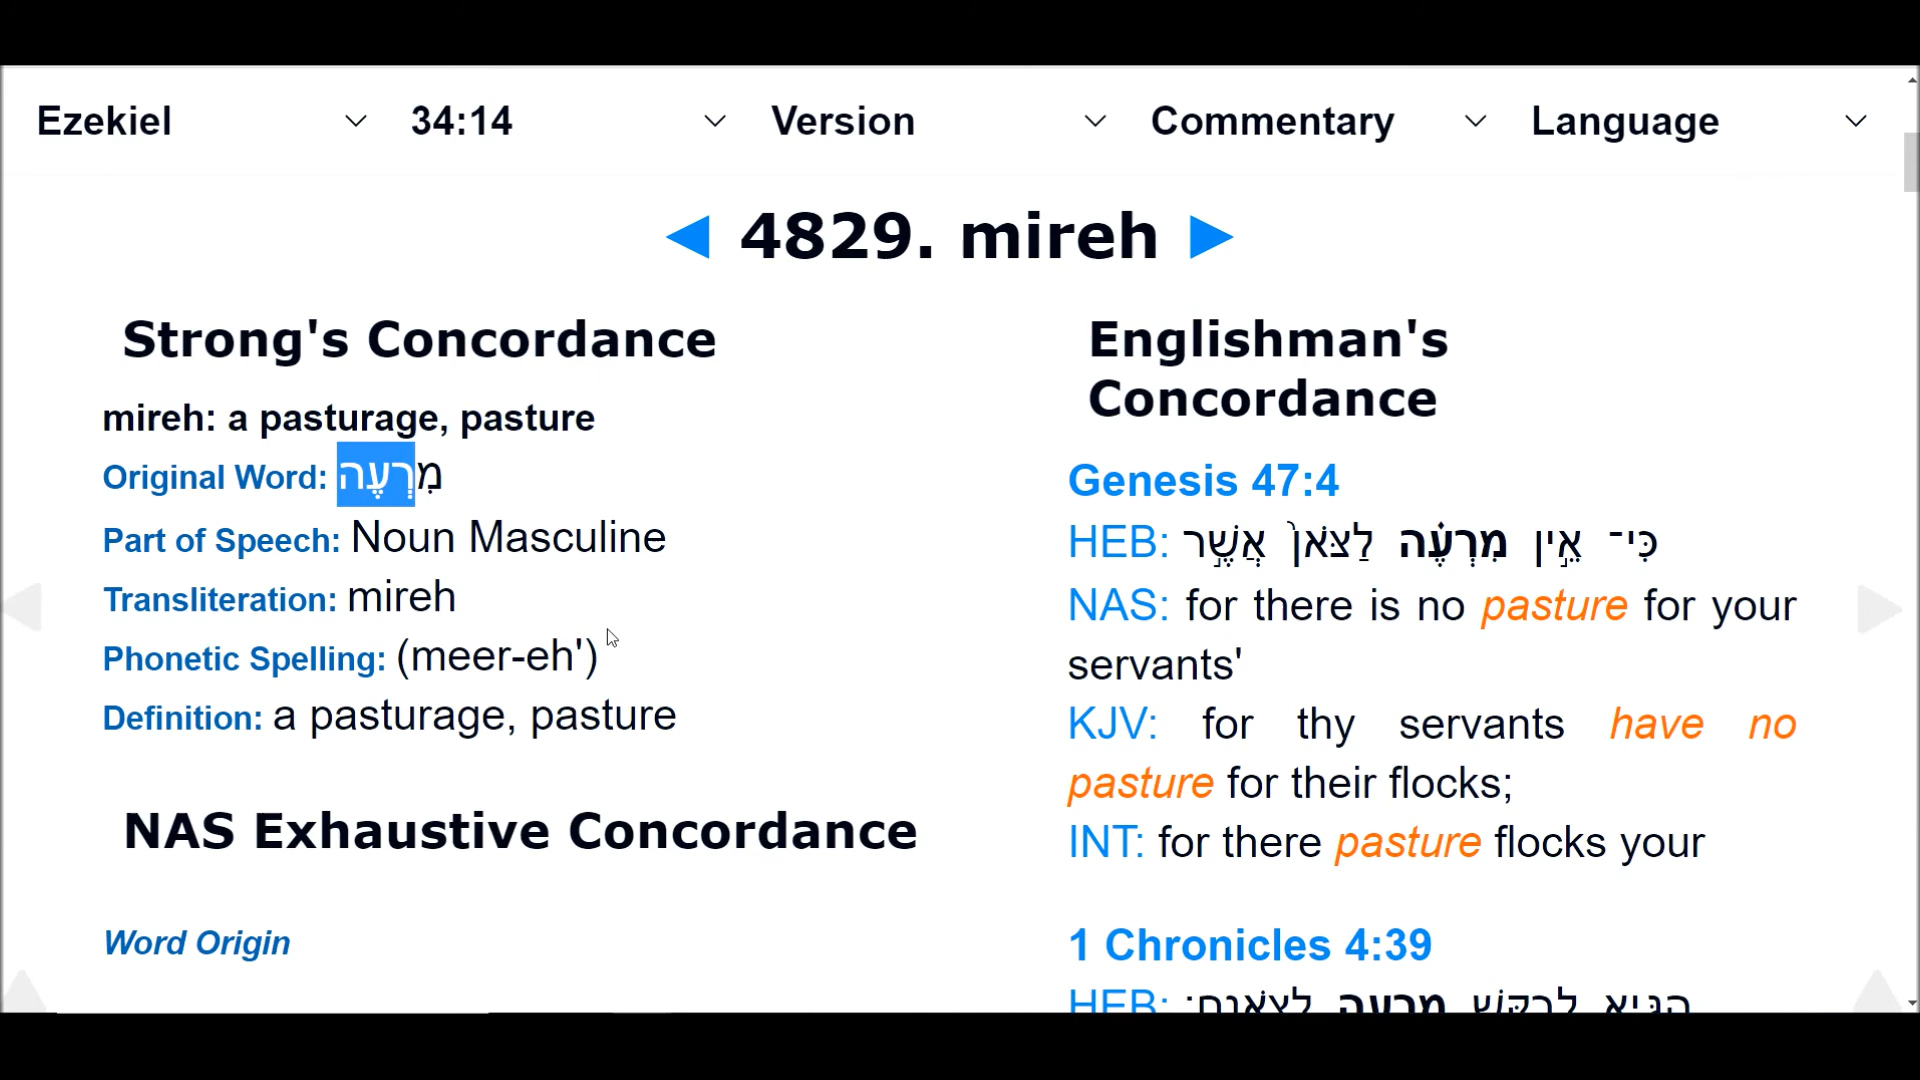 Ezekiel 34:14 Version Commentary Language
◀ 4829. mireh ▶
Strong's Concordance
mireh: a pasturage, pasture
Original Word: מִרְעֶה
Part of Speech: Noun Masculine
Transliteration: mireh
Phonetic Spelling: (meer-eh')
Definition: a pasturage, pasture
NAS Exhaustive Concordance
Word Origin
Englishman's
Concordance
Genesis 47:4
HEB: כִּי־ אֵ֣ין מִרְעֶ֗ה לַצֹּאן֙ אֲשֶׁ֣ר
NAS: for there is no pasture for your
servants'
KJV: for thy servants have no
pasture for their flocks;
INT: for there pasture flocks your
1 Chronicles 4:39
HEB: